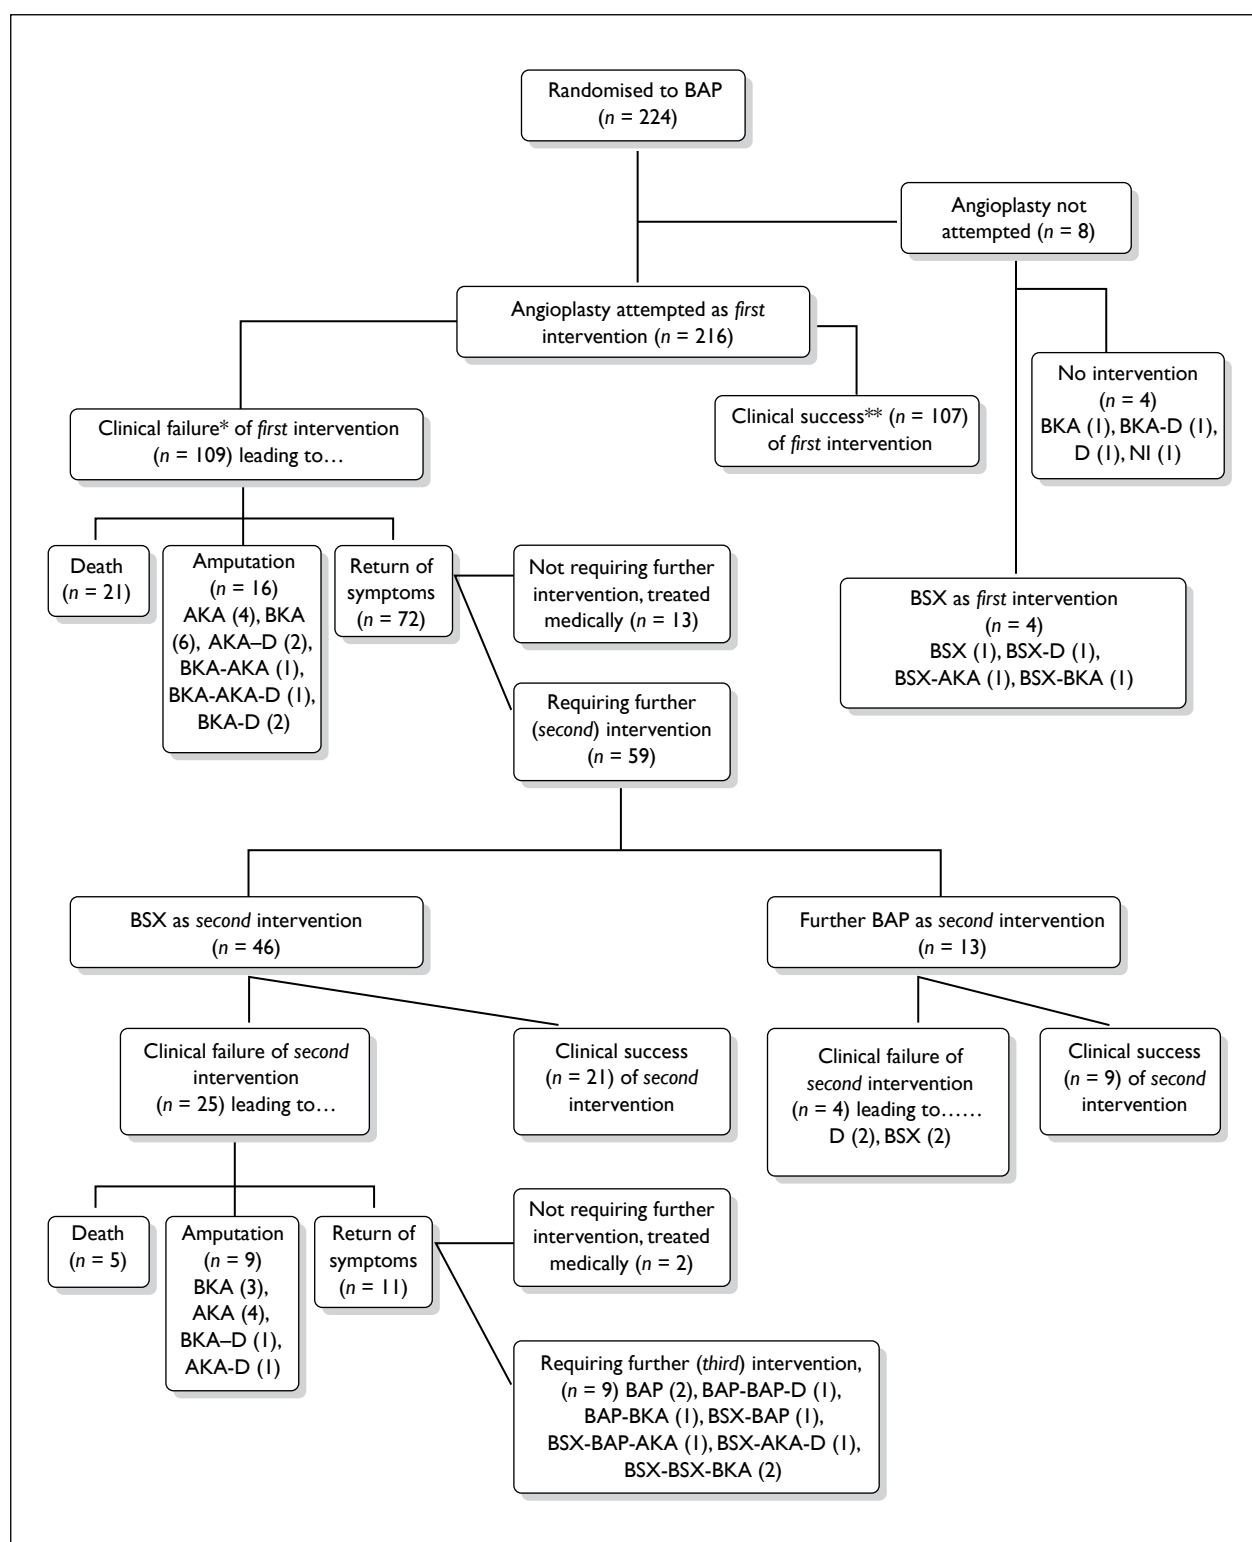 Randomised to BAP
(n = 224)
Angioplasty not
attempted (n = 8)
Angioplasty attempted as first
intervention (n = 216)
No intervention
(n = 4)
BKA (1), BKA-D (1),
D (1), NI (1)
Clinical success** (n = 107)
of first intervention
Clinical failure* of first intervention
(n = 109) leading to…
Death
(n = 21)
Amputation
(n = 16)
AKA (4), BKA
(6), AKA–D (2),
BKA-AKA (1),
BKA-AKA-D (1),
BKA-D (2)
Return of
symptoms
(n = 72)
Not requiring further
intervention, treated
medically (n = 13)
BSX as first intervention
(n = 4)
BSX (1), BSX-D (1),
BSX-AKA (1), BSX-BKA (1)
Requiring further
(second) intervention
(n = 59)
BSX as second intervention
(n = 46)
Further BAP as second intervention
(n = 13)
Clinical failure of second
intervention
(n = 25) leading to…
Clinical success
(n = 21) of second
intervention
Clinical failure of
second intervention
(n = 4) leading to……
D (2), BSX (2)
Clinical success
(n = 9) of second
intervention
Death
(n = 5)
Amputation
(n = 9)
BKA (3),
AKA (4),
BKA–D (1),
AKA-D (1)
Return of
symptoms
(n = 11)
Not requiring further
intervention, treated
medically (n = 2)
Requiring further (third) intervention,
(n = 9) BAP (2), BAP-BAP-D (1),
BAP-BKA (1), BSX-BAP (1),
BSX-BAP-AKA (1), BSX-AKA-D (1),
BSX-BSX-BKA (2)